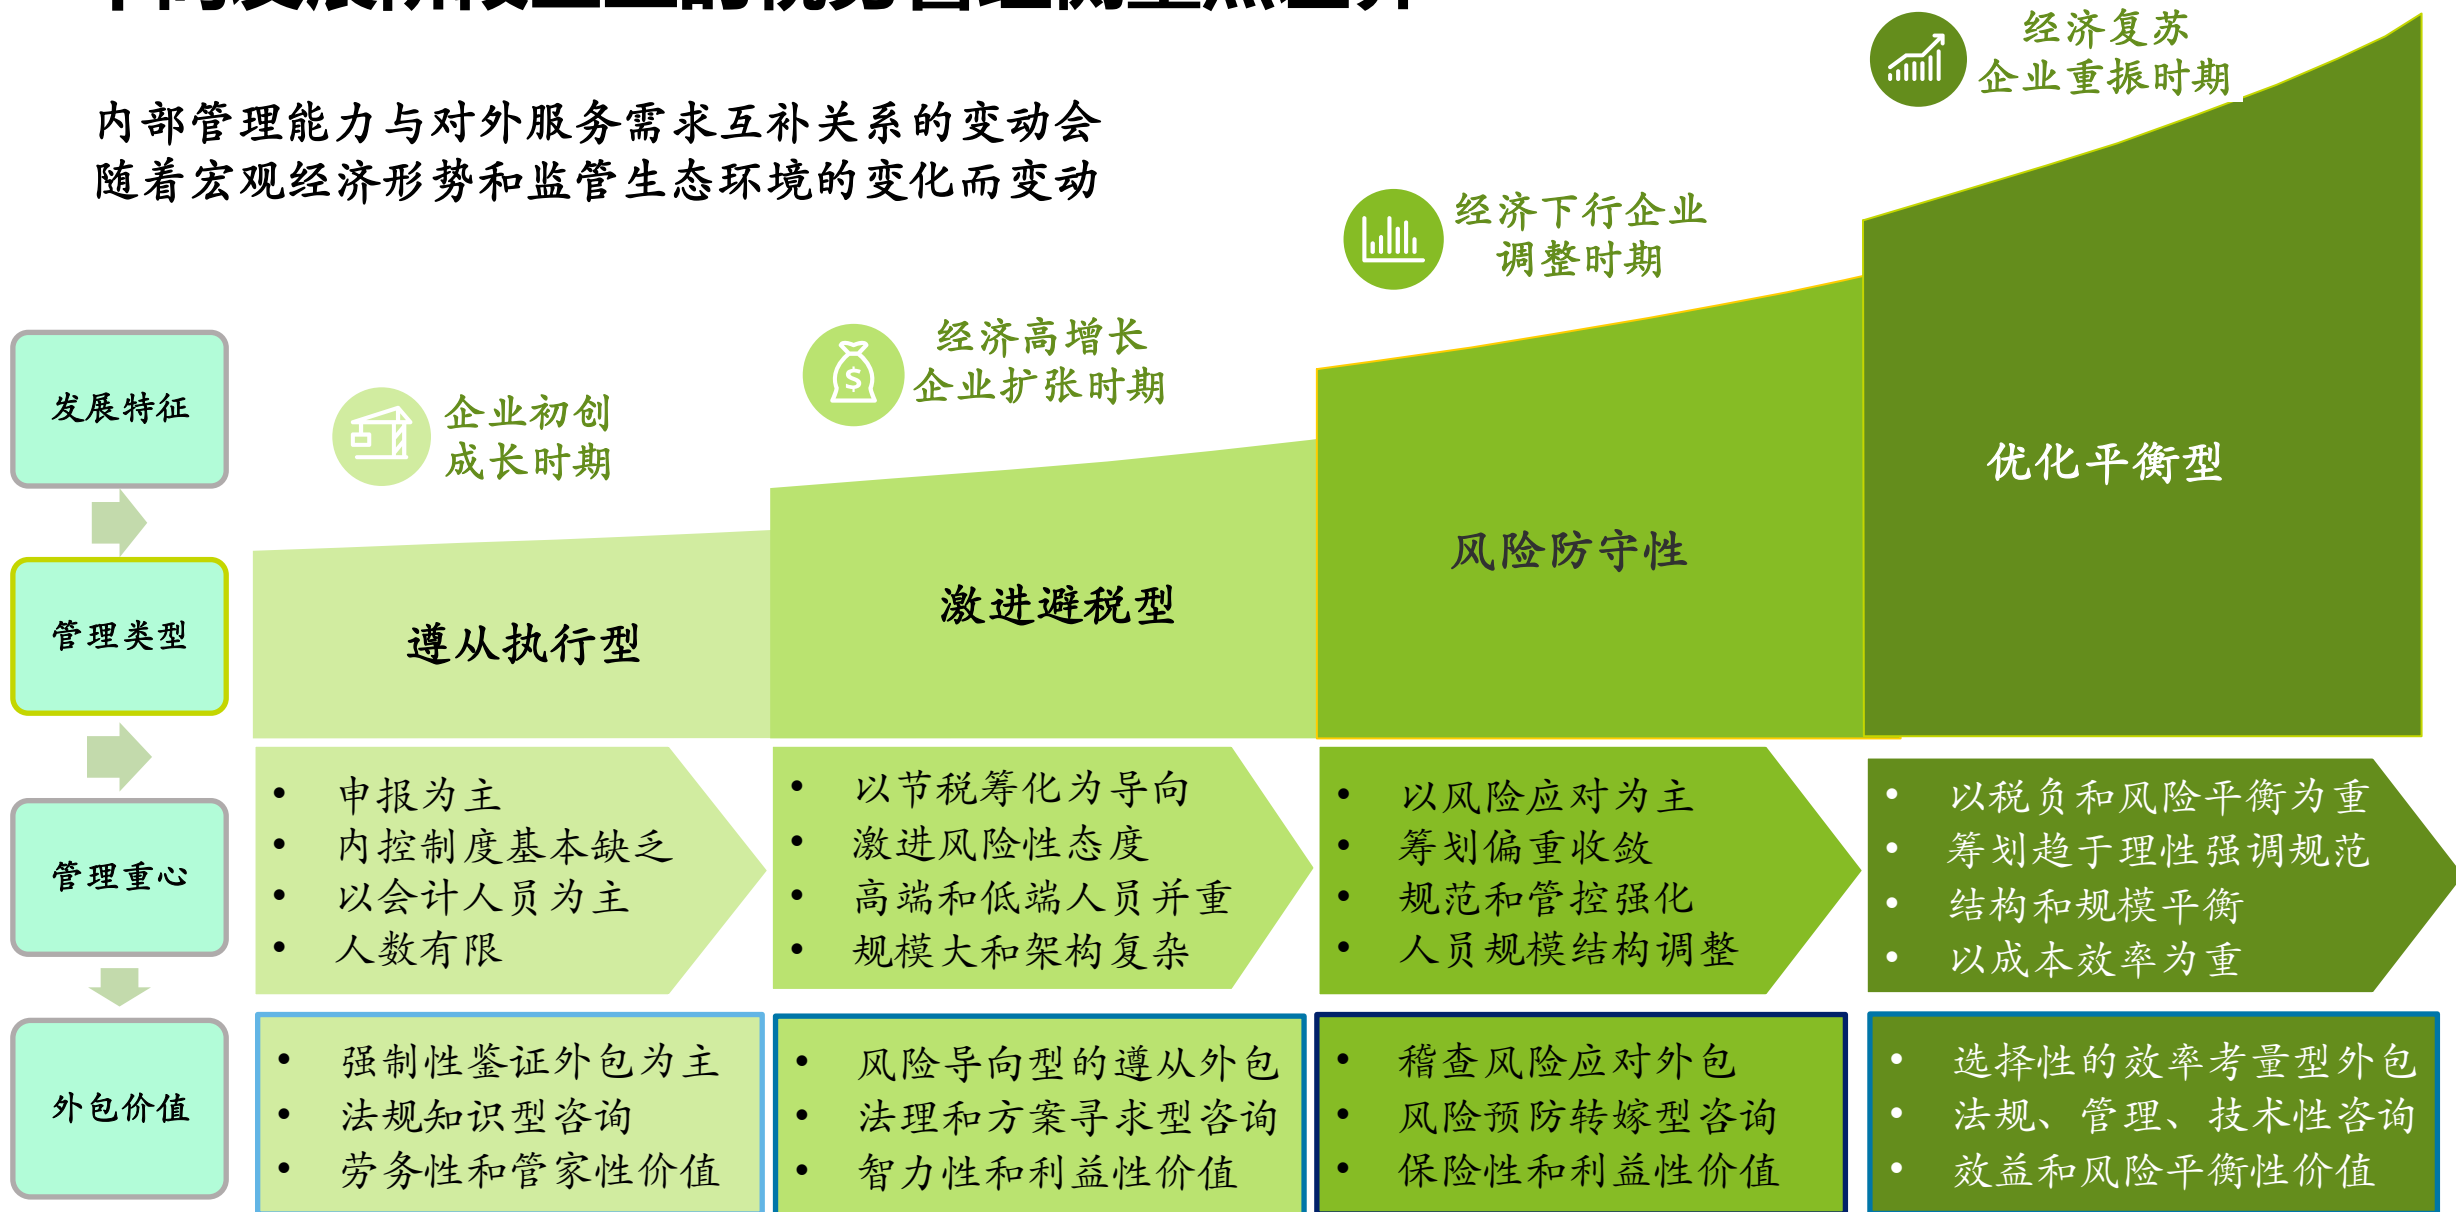 内部管理能力与对外服务需求互补关系的变动会
随着宏观经济形势和监管生态环境的变化而变动
经济复苏
企业重振时期
经济下行企业
调整时期
经济高增长
企业扩张时期
企业初创
成长时期
发展特征
管理类型
遵从执行型
激进避税型
风险防守性
优化平衡型
管理重心
• 申报为主
• 内控制度基本缺乏
• 以会计人员为主
• 人数有限
• 以节税筹化为导向
• 激进风险性态度
• 高端和低端人员并重
• 规模大和架构复杂
• 以风险应对为主
• 筹划偏重收敛
• 规范和管控强化
• 人员规模结构调整
• 以税负和风险平衡为重
• 筹划趋于理性强调规范
• 结构和规模平衡
• 以成本效率为重
外包价值
• 强制性鉴证外包为主
• 法规知识型咨询
• 劳务性和管家性价值
• 风险导向型的遵从外包
• 法理和方案寻求型咨询
• 智力性和利益性价值
• 稽查风险应对外包
• 风险预防转嫁型咨询
• 保险性和利益性价值
• 选择性的效率考量型外包
• 法规、管理、技术性咨询
• 效益和风险平衡性价值